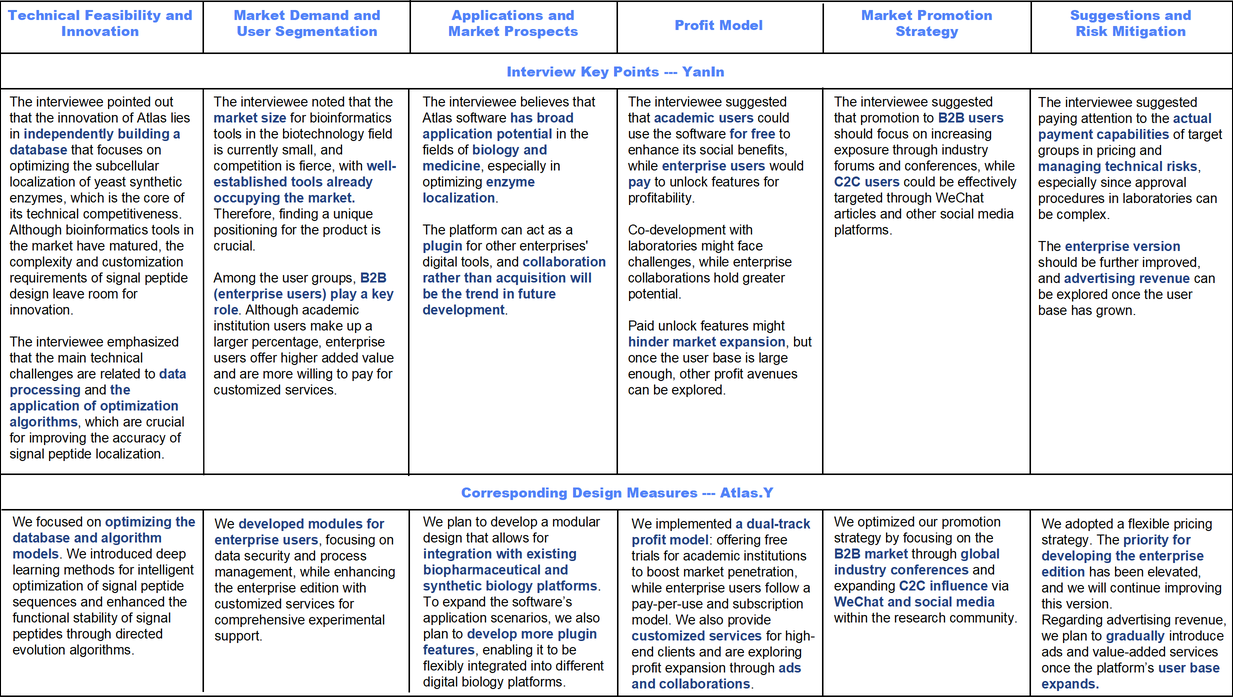 Technical Feasibility and
Innovation
Market Demand and
User Segmentation
Applications and
Market Prospects
Profit Model
Market Promotion
Strategy
Suggestions and
Risk Mitigation
Interview Key Points --- YanIn
The interviewee pointed out
that the innovation of Atlas lies
in independently building a
database that focuses on
optimizing the subcellular
localization of yeast synthetic
enzymes, which is the core of
its technical competitiveness.
Although bioinformatics tools in
the market have matured, the
complexity and customization
requirements of signal peptide
design leave room for
innovation.
The interviewee emphasized
that the main technical
challenges are related to data
processing and the
application of optimization
algorithms, which are crucial
for improving the accuracy of
signal peptide localization.
The interviewee noted that the
market size for bioinformatics
tools in the biotechnology field
is currently small, and
competition is fierce, with well-
established tools already
occupying the market.
Therefore, finding a unique
positioning for the product is
crucial.
Among the user groups, B2B
(enterprise users) play a key
role. Although academic
institution users make up a
larger percentage, enterprise
users offer higher added value
and are more willing to pay for
customized services.
The interviewee believes that
Atlas software has broad
application potential in the
fields of biology and
medicine, especially in
optimizing enzyme
localization.
The platform can act as a
plugin for other enterprises'
digital tools, and collaboration
rather than acquisition will
be the trend in future
development.
The interviewee suggested
that academic users could
use the software for free to
enhance its social benefits,
while enterprise users would
pay to unlock features for
profitability.
Co-development with
laboratories might face
challenges, while enterprise
collaborations hold greater
potential.
Paid unlock features might
hinder market expansion, but
once the user base is large
enough, other profit avenues
can be explored.
The interviewee suggested
that promotion to B2B users
should focus on increasing
exposure through industry
forums and conferences, while
C2C users could be effectively
targeted through WeChat
articles and other social media
platforms.
The interviewee suggested
paying attention to the actual
payment capabilities of target
groups in pricing and
managing technical risks,
especially since approval
procedures in laboratories can
be complex.
The enterprise version
should be further improved,
and advertising revenue can
be explored once the user
base has grown.
Corresponding Design Measures --- Atlas.Y
We focused on optimizing the
database and algorithm
models. We introduced deep
learning methods for intelligent
optimization of signal peptide
sequences and enhanced the
functional stability of signal
peptides through directed
evolution algorithms.
We developed modules for
enterprise users, focusing on
data security and process
management, while enhancing
the enterprise edition with
customized services for
comprehensive experimental
support.
We plan to develop a modular
design that allows for
integration with existing
biopharmaceutical and
synthetic biology platforms.
To expand the software's
application scenarios, we also
plan to develop more plugin
features, enabling it to be
flexibly integrated into different
digital biology platforms.
We implemented a dual-track
profit model: offering free
trials for academic institutions
to boost market penetration,
while enterprise users follow a
pay-per-use and subscription
model. We also provide
customized services for high-
end clients and are exploring
profit expansion through ads
and collaborations.
We optimized our promotion
strategy by focusing on the
B2B market through global
industry conferences and
expanding C2C influence via
WeChat and social media
within the research community.
We adopted a flexible pricing
strategy. The priority for
developing the enterprise
edition has been elevated,
and we will continue improving
this version.
Regarding advertising revenue,
we plan to gradually introduce
ads and value-added services
once the platform's user base
expands.